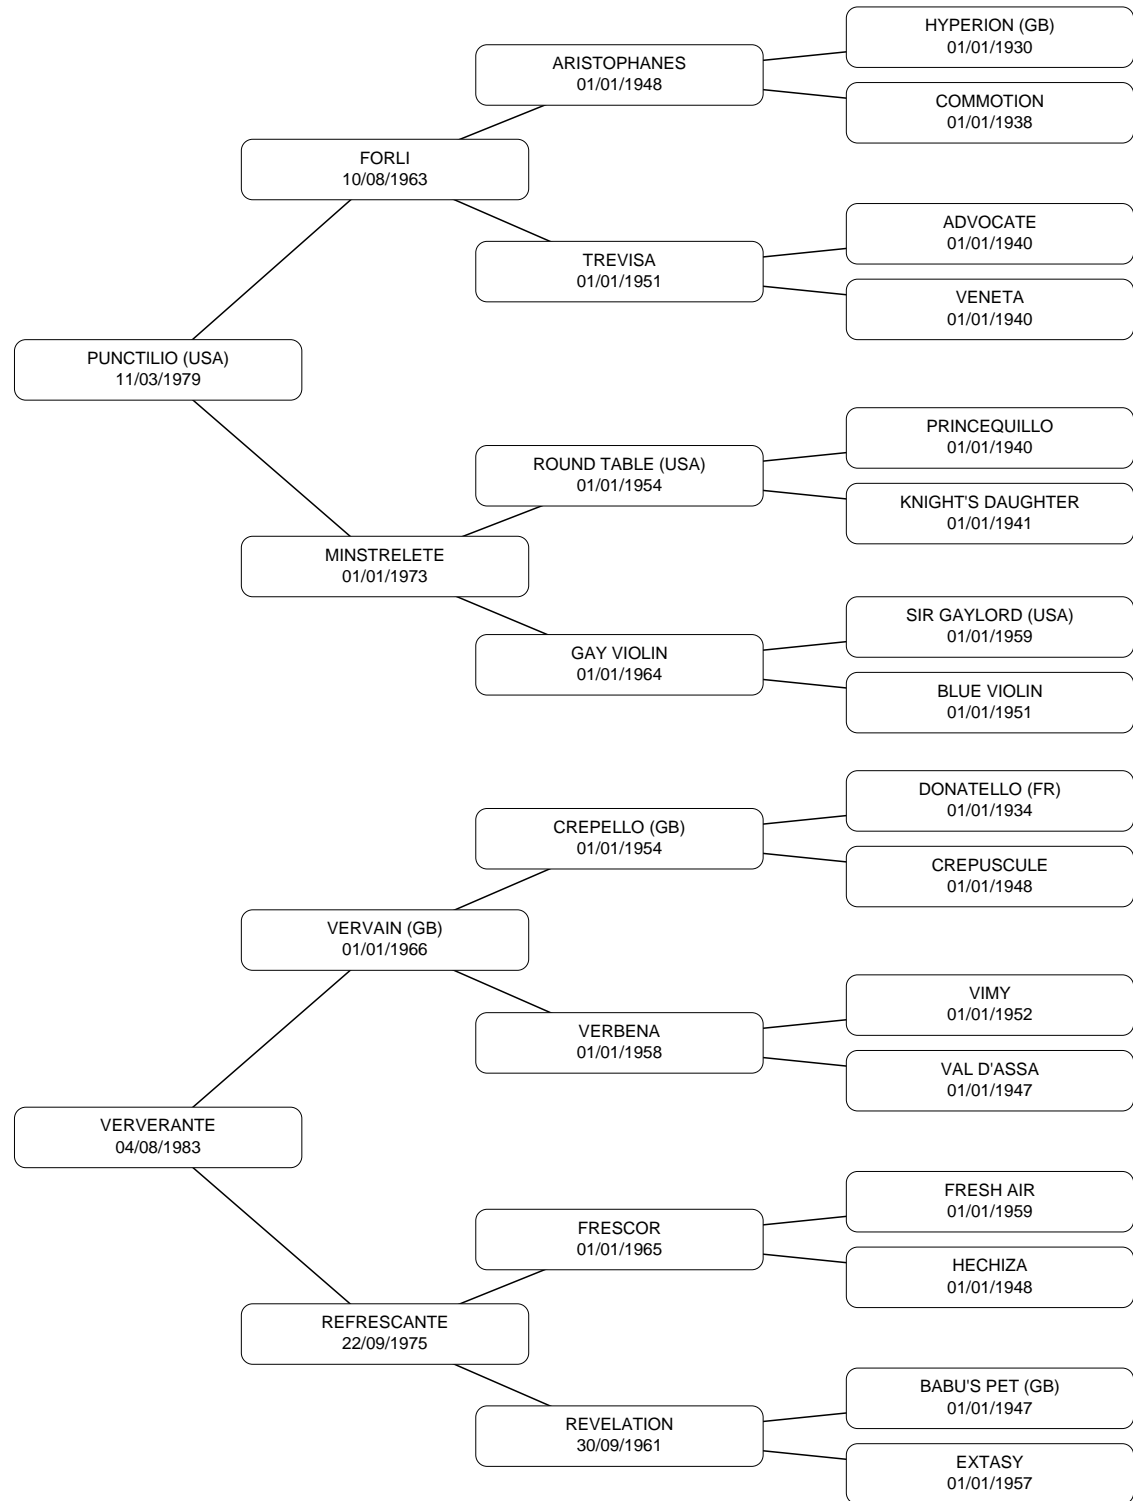 HYPERION (GB)
01/01/1930
ARISTOPHANES
01/01/1948
COMMOTION
01/01/1938
FORLI
10/08/1963
ADVOCATE
01/01/1940
TREVISA
01/01/1951
VENETA
01/01/1940
PUNCTILIO (USA)
11/03/1979
PRINCEQUILLO
01/01/1940
ROUND TABLE (USA)
01/01/1954
KNIGHT'S DAUGHTER
01/01/1941
MINSTRELETE
01/01/1973
SIR GAYLORD (USA)
01/01/1959
GAY VIOLIN
01/01/1964
BLUE VIOLIN
01/01/1951
DONATELLO (FR)
01/01/1934
CREPELLO (GB)
01/01/1954
CREPUSCULE
01/01/1948
VERVAIN (GB)
01/01/1966
VIMY
01/01/1952
VERBENA
01/01/1958
VAL D'ASSA
01/01/1947
VERVERANTE
04/08/1983
FRESH AIR
01/01/1959
FRESCOR
01/01/1965
HECHIZA
01/01/1948
REFRESCANTE
22/09/1975
BABU'S PET (GB)
01/01/1947
REVELATION
30/09/1961
EXTASY
01/01/1957